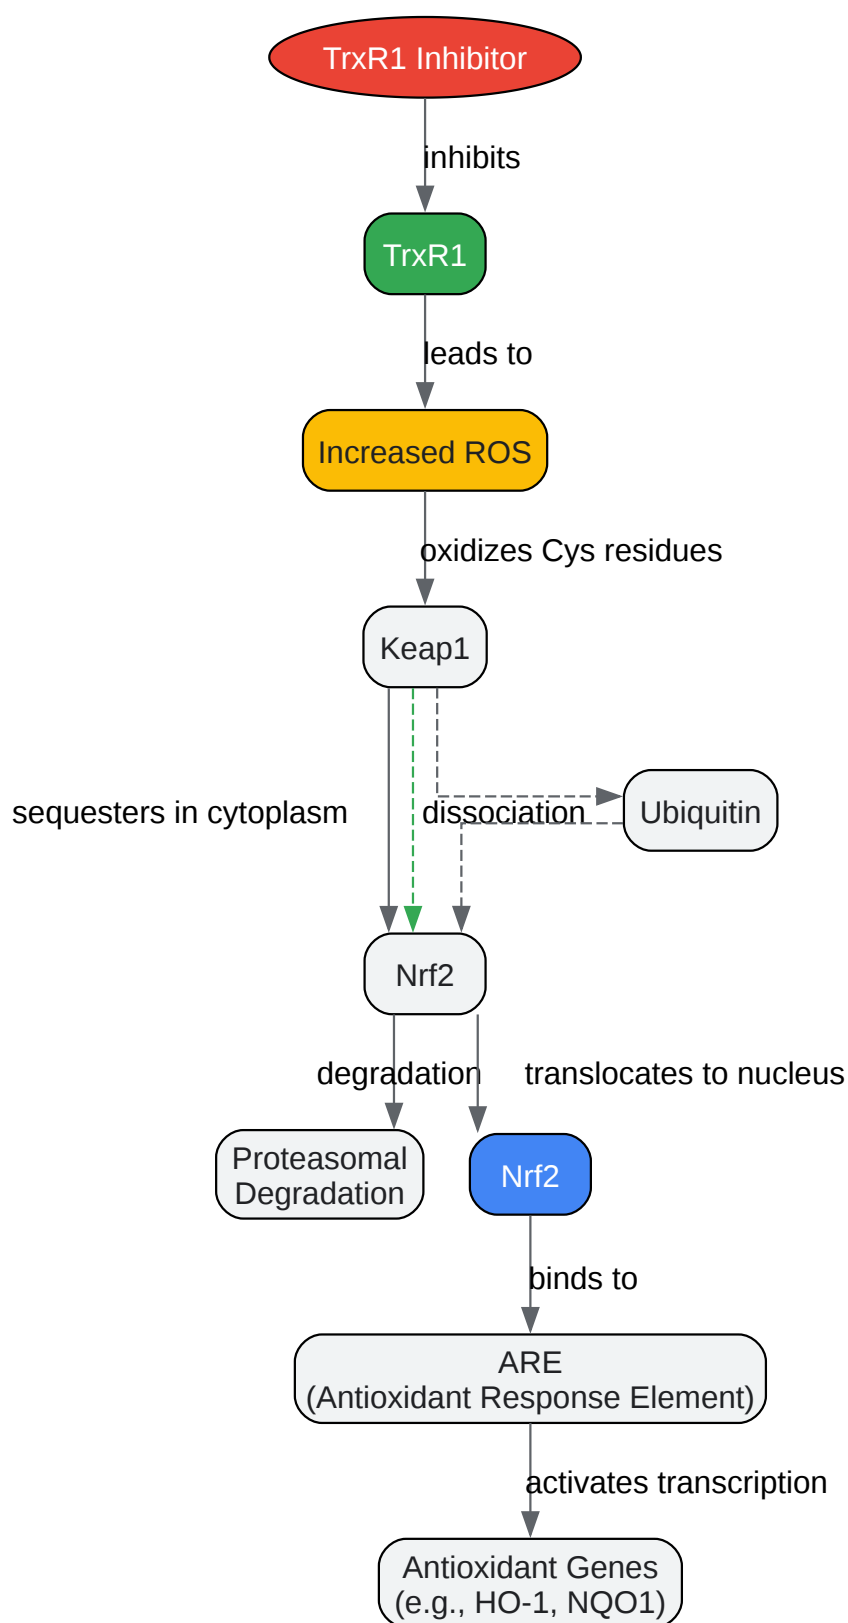 TrxR1 Inhibitor
inhibits
TrxR1
leads to
Increased ROS
oxidizes Cys residues
Keap1
sequesters in cytoplasm
dissociation
Ubiquitin
Nrf2
degradation
translocates to nucleus
Proteasomal
Degradation
Nrf2
binds to
ARE
(Antioxidant Response Element)
activates transcription
Antioxidant Genes
(e.g., HO-1, NQO1)